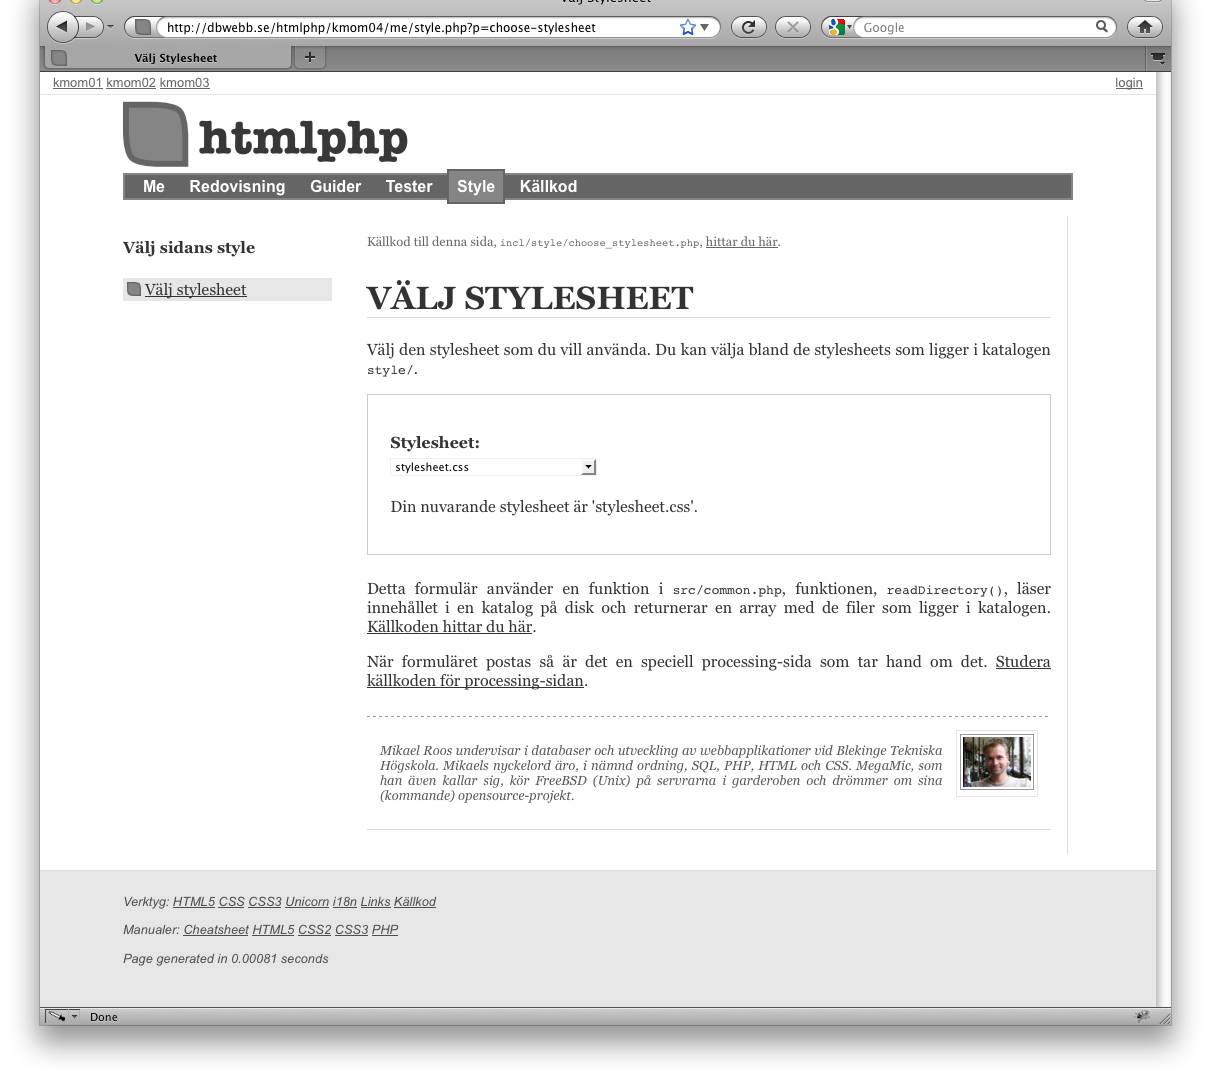 Välj Stylesheet
http://dbwebb.se/htmlphp/kmom04/me/style.php?p=choose-stylesheet
Google
Välj Stylesheet
kmom01 kmom02 kmom03
login
htmlphp
Me Redovisning Guider Tester Style Källkod
Välj sidans style
Välj stylesheet
Källkod till denna sida, incl/style/choose_stylesheet.php, hittar du här.
VÄLJ STYLESHEET
Välj den stylesheet som du vill använda. Du kan välja bland de stylesheets som ligger i katalogen
style/.
Stylesheet:
stylesheet.css
Din nuvarande stylesheet är 'stylesheet.css'.
Detta formulär använder en funktion i src/common.php, funktionen, readDirectory(), läser
innehållet i en katalog på disk och returnerar en array med de filer som ligger i katalogen.
Källkoden hittar du här.
När formuläret postas så är det en speciell processing-sida som tar hand om det. Studera
källkoden för processing-sidan.
Mikael Roos undervisar i databaser och utveckling av webbapplikationer vid Blekinge Tekniska
Högskola. Mikaels nyckelord äro, i nämnd ordning, SQL, PHP, HTML och CSS. MegaMic, som
han även kallar sig, kör FreeBSD (Unix) på servrarna i garderoben och drömmer om sina
(kommande) opensource-projekt.
Verktyg: HTML5 CSS CSS3 Unicorn i18n Links Källkod
Manualer: Cheatsheet HTML5 CSS2 CSS3 PHP
Page generated in 0.00081 seconds
Done